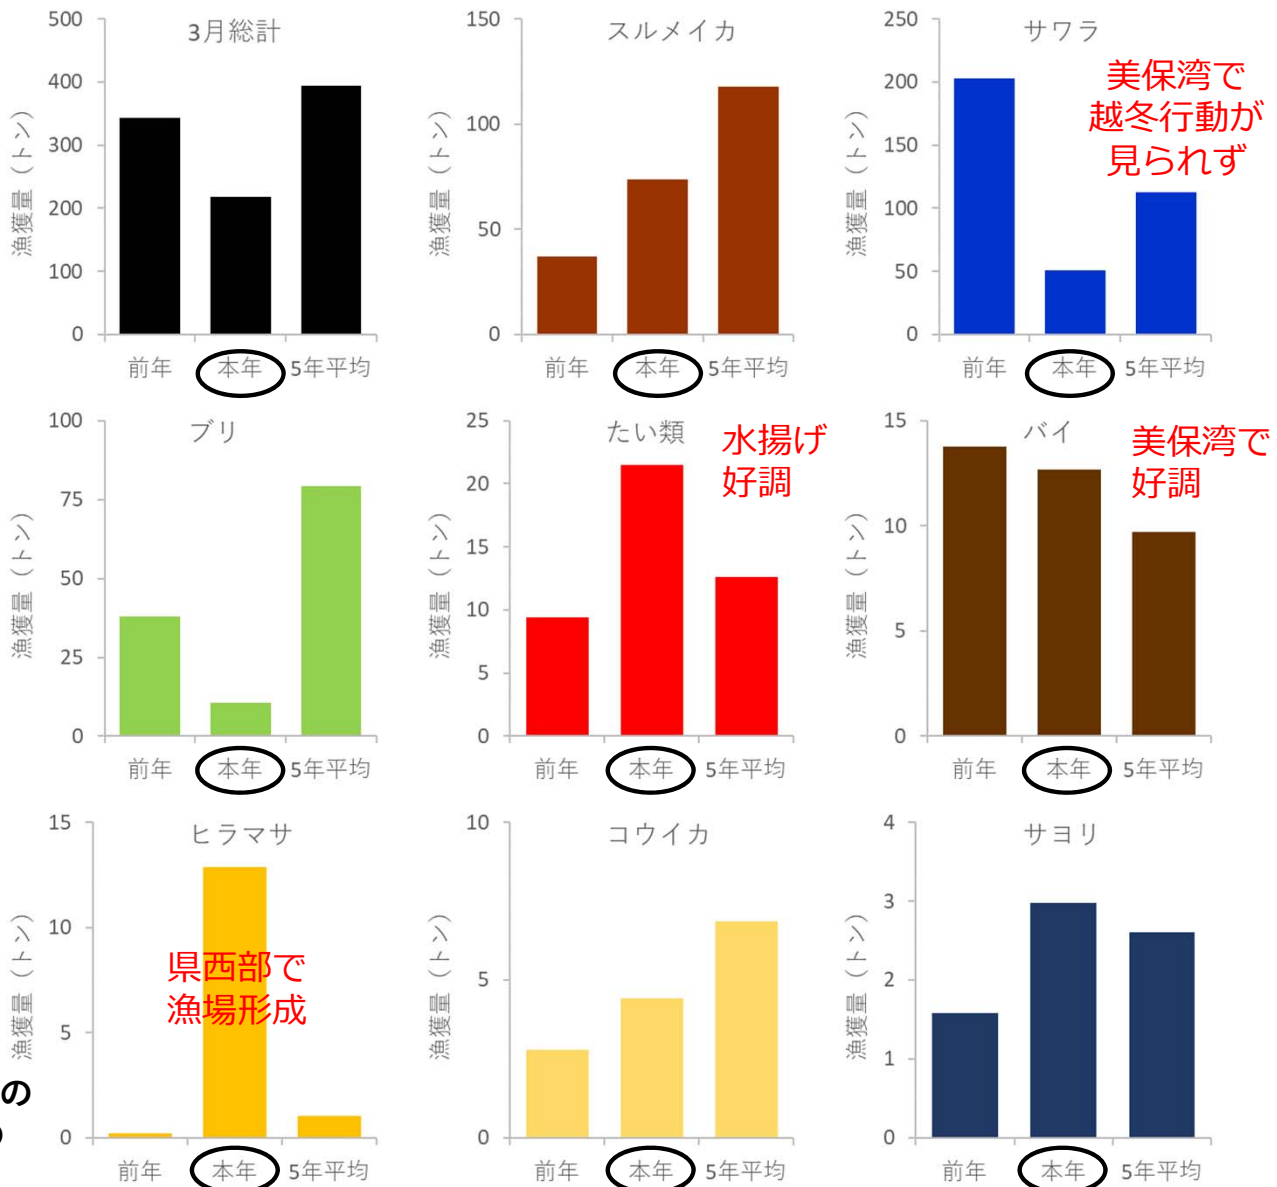 3月総計
漁獲量（トン）
500
400
300
200
100
0
前年 本年 5年平均
スルメイカ
漁獲量（トン）
150
100
50
0
前年 本年 5年平均
サワラ
美保湾で
越冬行動が
見られず
漁獲量（トン）
250
200
150
100
50
0
前年 本年 5年平均
ブリ
漁獲量（トン）
100
75
50
25
0
前年 本年 5年平均
たい類
水揚げ
好調
漁獲量（トン）
25
20
15
10
5
0
前年 本年 5年平均
バイ
美保湾で
好調
漁獲量（トン）
15
10
5
0
前年 本年 5年平均
ヒラマサ
県西部で
漁場形成
漁獲量（トン）
15
10
5
0
前年 本年 5年平均
の
コウイカ
漁獲量（トン）
10
5
0
前年 本年 5年平均
サヨリ
漁獲量（トン）
4
3
2
1
0
前年 本年 5年平均